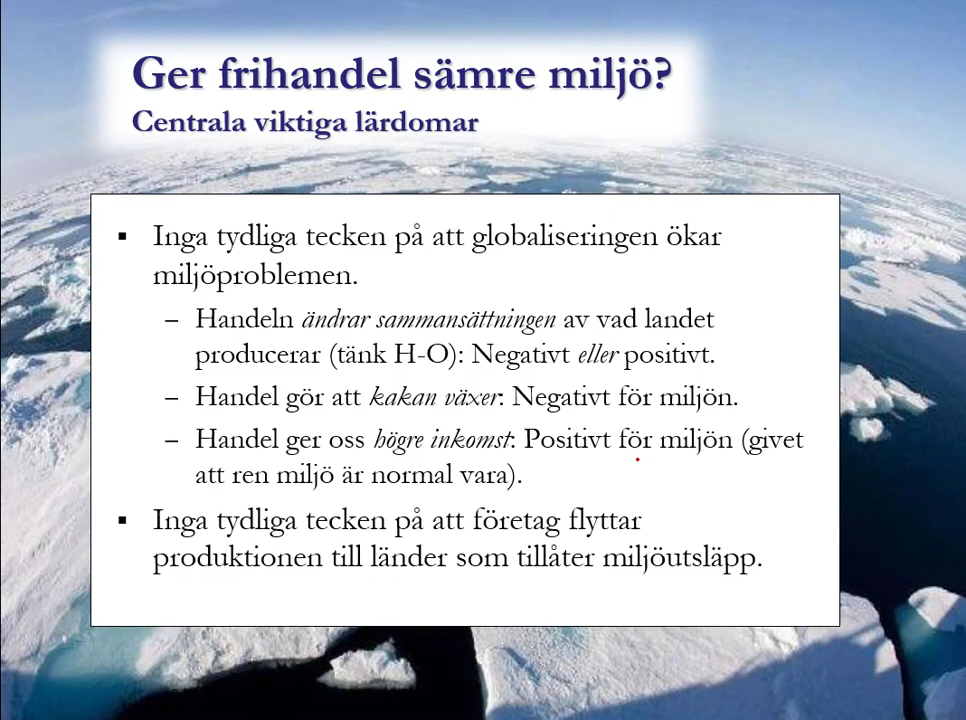 Ger frihandel sämre miljö?
Centrala viktiga lärdomar
▪ Inga tydliga tecken på att globaliseringen ökar
miljöproblemen.
– Handeln ändrar sammansättningen av vad landet
producerar (tänk H-O): Negativt eller positivt.
– Handel gör att kakan växer: Negativt för miljön.
– Handel ger oss högre inkomst: Positivt för miljön (givet
att ren miljö är normal vara).
▪ Inga tydliga tecken på att företag flyttar
produktionen till länder som tillåter miljöutsläpp.